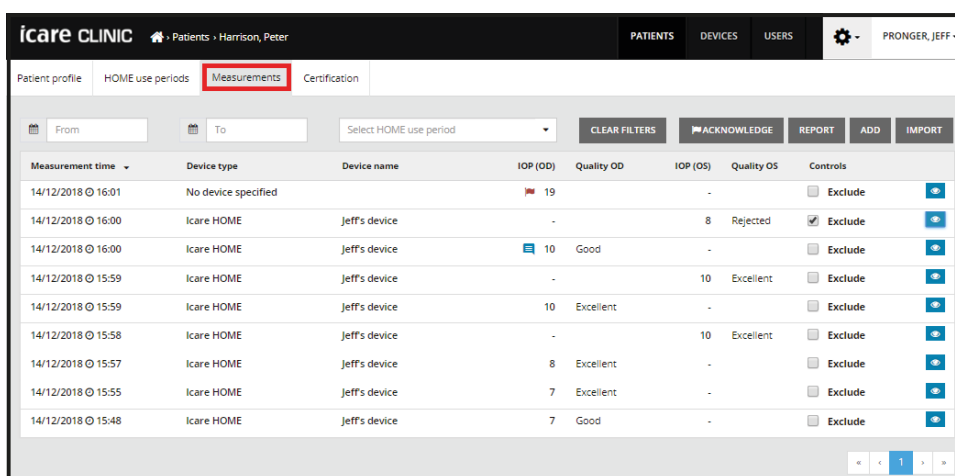 icare CLINIC › Patients › Harrison, Peter PATIENTS DEVICES USERS PRONGER, JEFF
Patient profile HOME use periods Measurements Certification
From To Select HOME use period CLEAR FILTERS ACKNOWLEDGE REPORT ADD IMPORT
Measurement time Device type Device name IOP (OD) Quality OD IOP (OS) Quality OS Controls
14/12/2018 16:01 No device specified 19 - Exclude
14/12/2018 16:00 Icare HOME Jeff's device - 8 Rejected Exclude
14/12/2018 16:00 Icare HOME Jeff's device 10 Good - Exclude
14/12/2018 15:59 Icare HOME Jeff's device - 10 Excellent Exclude
14/12/2018 15:59 Icare HOME Jeff's device 10 Excellent - Exclude
14/12/2018 15:58 Icare HOME Jeff's device - 10 Excellent Exclude
14/12/2018 15:57 Icare HOME Jeff's device 8 Excellent - Exclude
14/12/2018 15:55 Icare HOME Jeff's device 7 Excellent - Exclude
14/12/2018 15:48 Icare HOME Jeff's device 7 Good - Exclude
« ‹ 1 › »